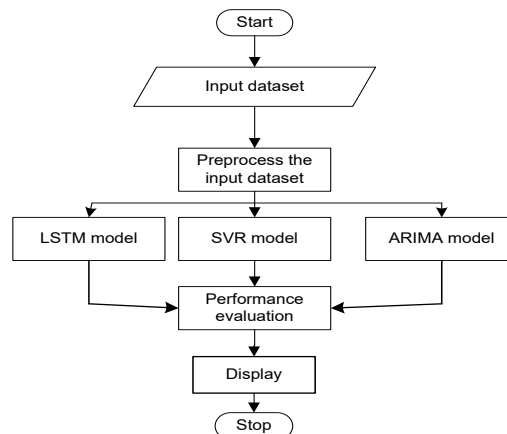 Start
Input dataset
Preprocess the
input dataset
LSTM model
SVR model
ARIMA model
Performance
evaluation
Display
Stop